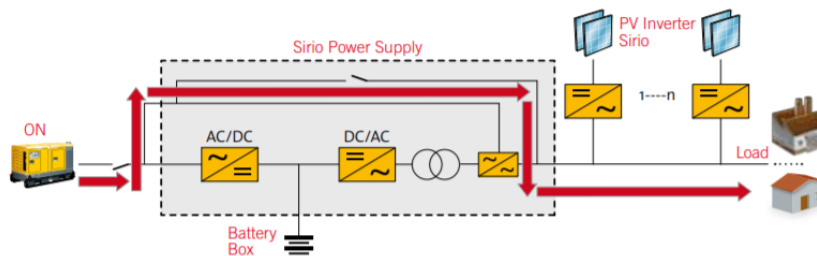 Sirio Power Supply
PV Inverter
Sirio
ON
AC/DC
DC/AC
1----n
Load
Battery
Box